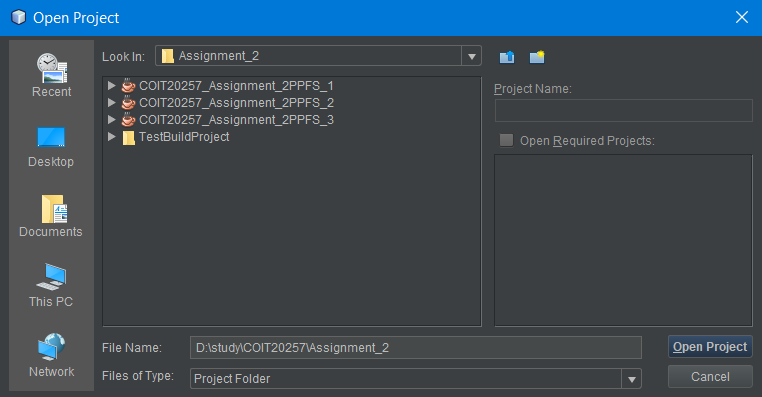 Open Project
Look In: Assignment_2
Recent
Desktop
Documents
This PC
Network
COIT20257_Assignment_2PPFS_1
COIT20257_Assignment_2PPFS_2
COIT20257_Assignment_2PPFS_3
TestBuildProject
Project Name:
Open Required Projects:
File Name: D:\study\COIT20257\Assignment_2
Files of Type: Project Folder
Open Project
Cancel